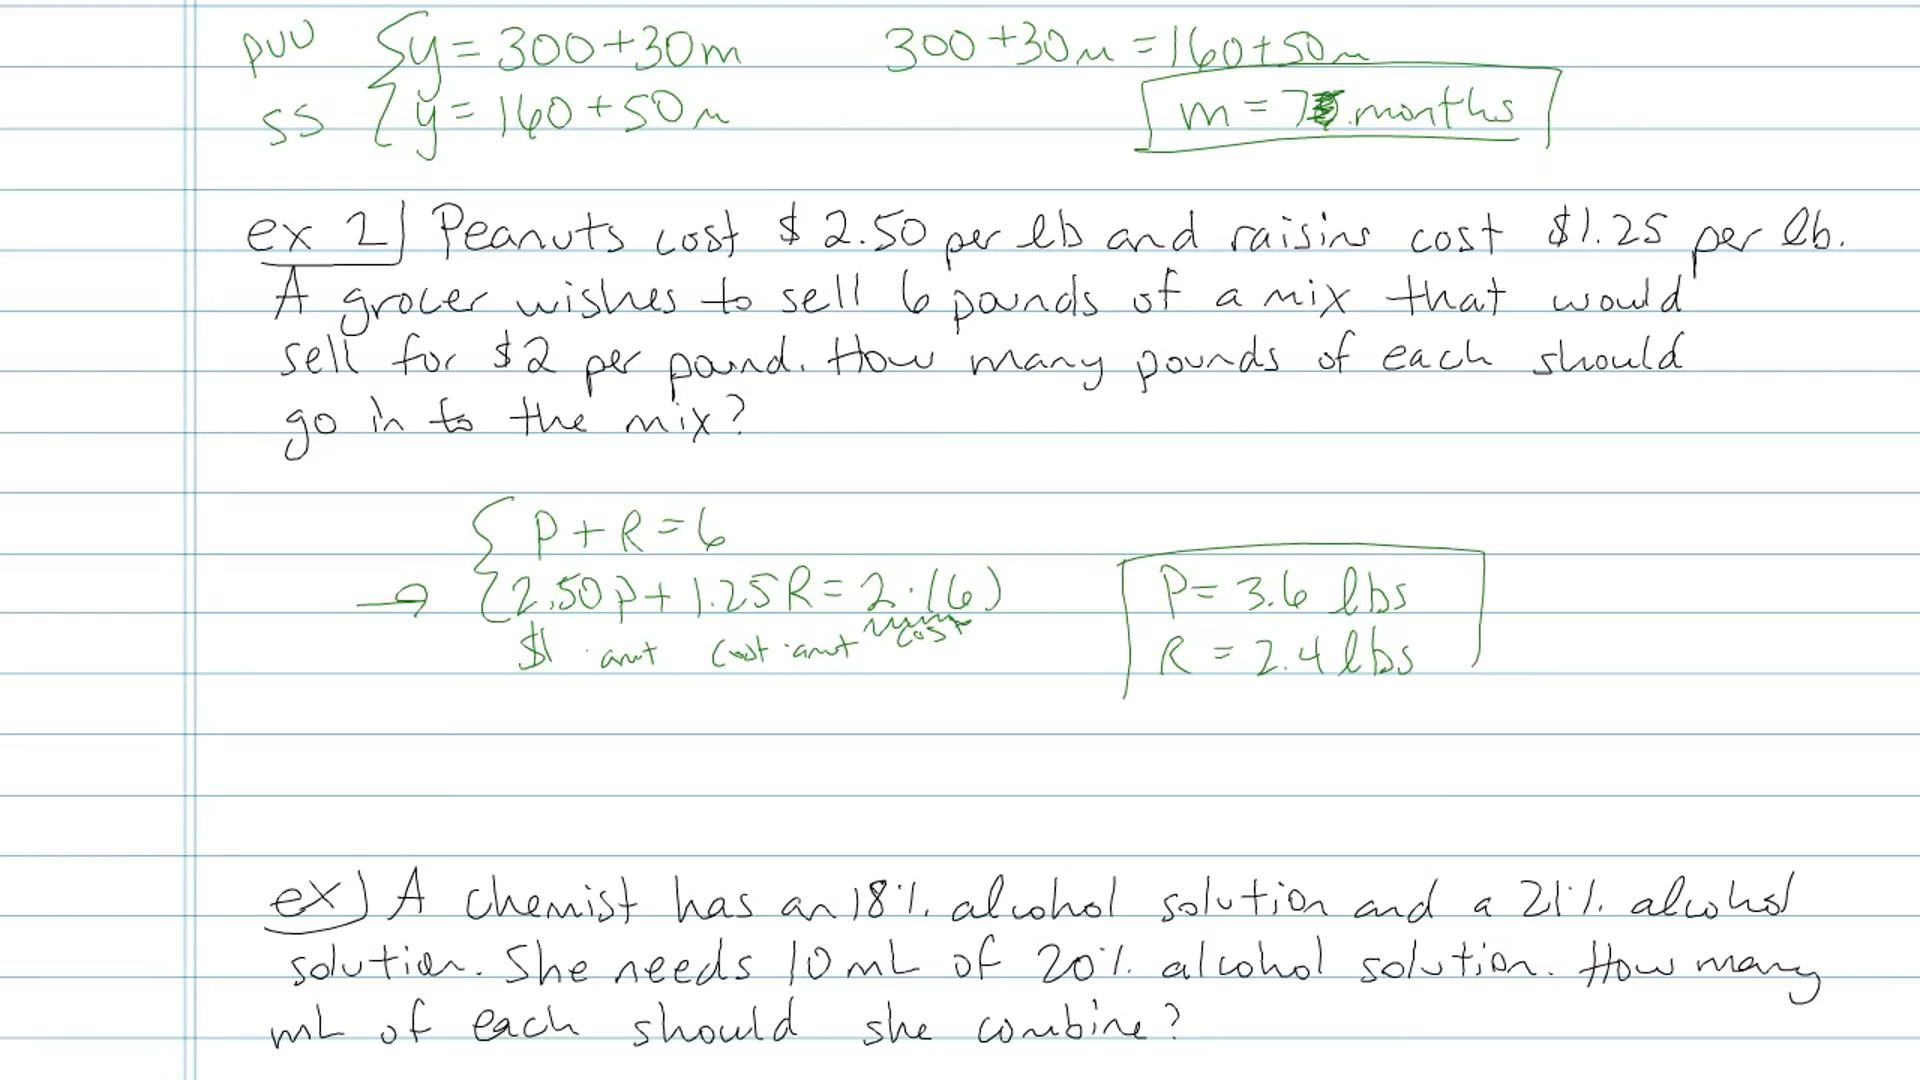 PUU { y = 300 + 30m
300 + 30m = 160 + 50m
SS { y = 160 + 50m
m = 7 months
ex 2) Peanuts cost $2.50 per lb and raisins cost $1.25 per lb.
A grocer wishes to sell 6 pounds of a mix that would
sell for $2 per pound. How many pounds of each should
go in to the mix?
{ P + R = 6
→ { 2.50P + 1.25R = 2·(6)
$ · amt cost · amt cost
P = 3.6 lbs
R = 2.4 lbs
ex) A chemist has an 18% alcohol solution and a 21% alcohol
solution. She needs 10 mL of 20% alcohol solution. How many
mL of each should she combine?